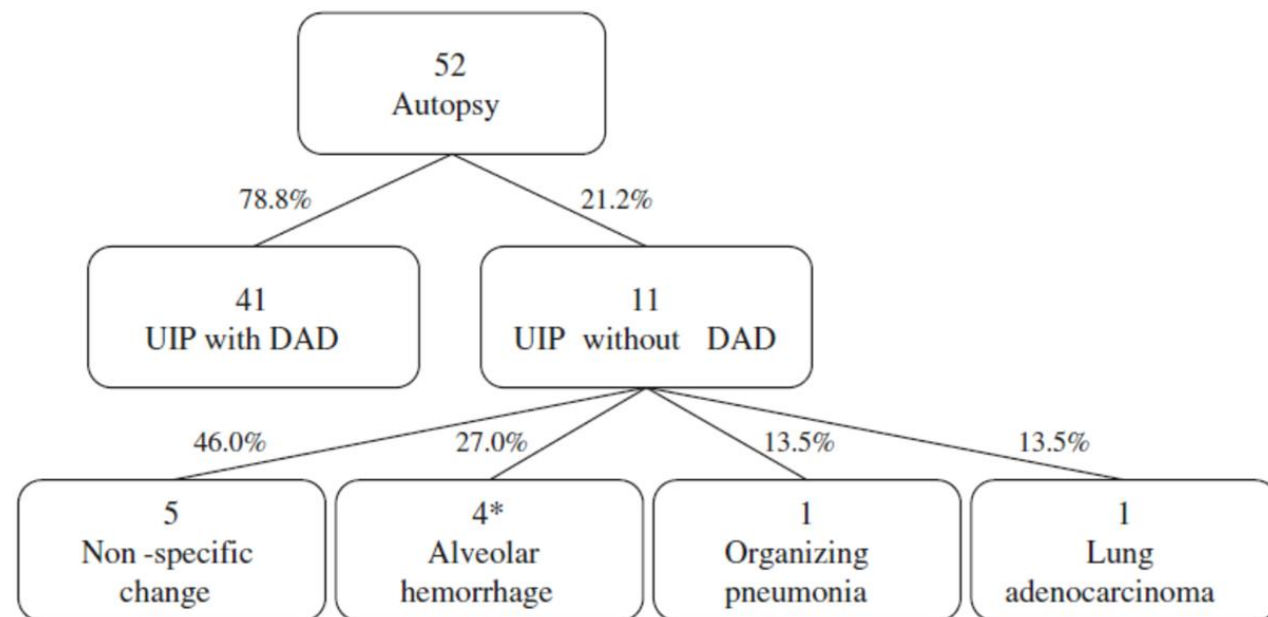 52
Autopsy
78.8%
21.2%
41
UIP with DAD
11
UIP without DAD
46.0%
27.0%
13.5%
13.5%
5
Non -specific
change
4*
Alveolar
hemorrhage
1
Organizing
pneumonia
1
Lung
adenocarcinoma